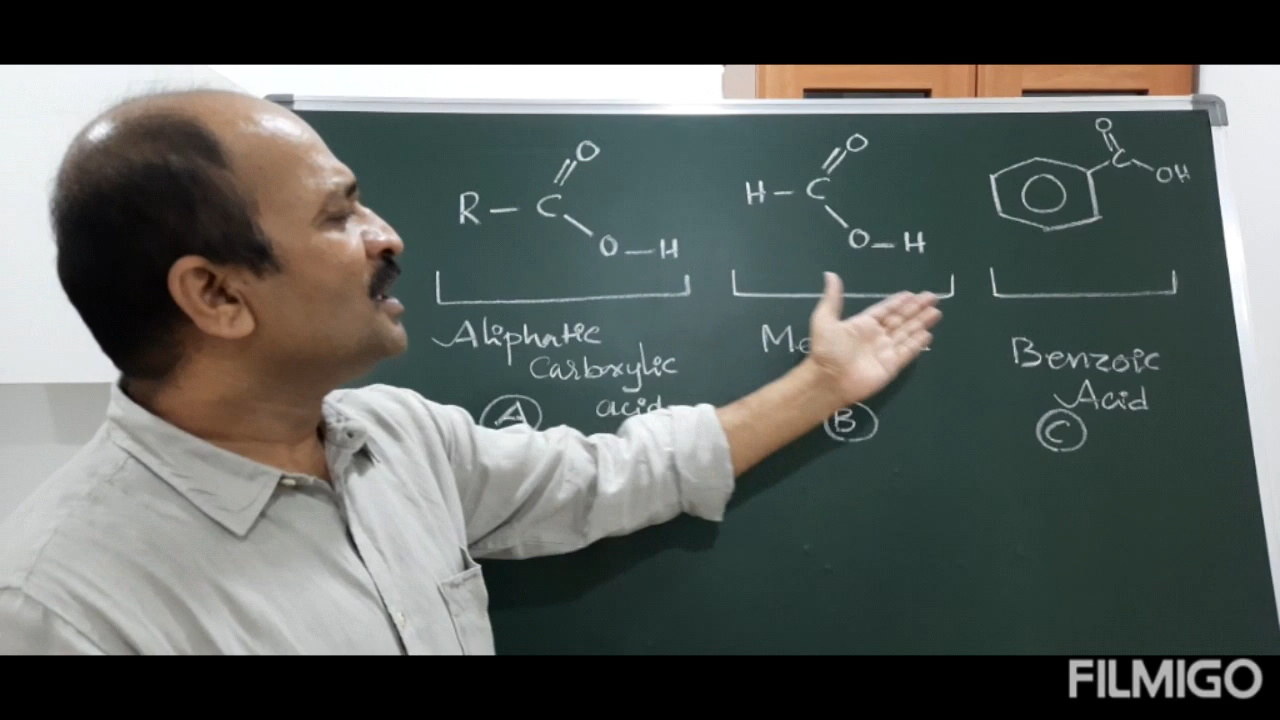 R — C = O
O — H
Aliphatic
Carboxylic
acid
A
H — C = O
O — H
B
C = O
OH
Benzoic
Acid
C
FILMIGO